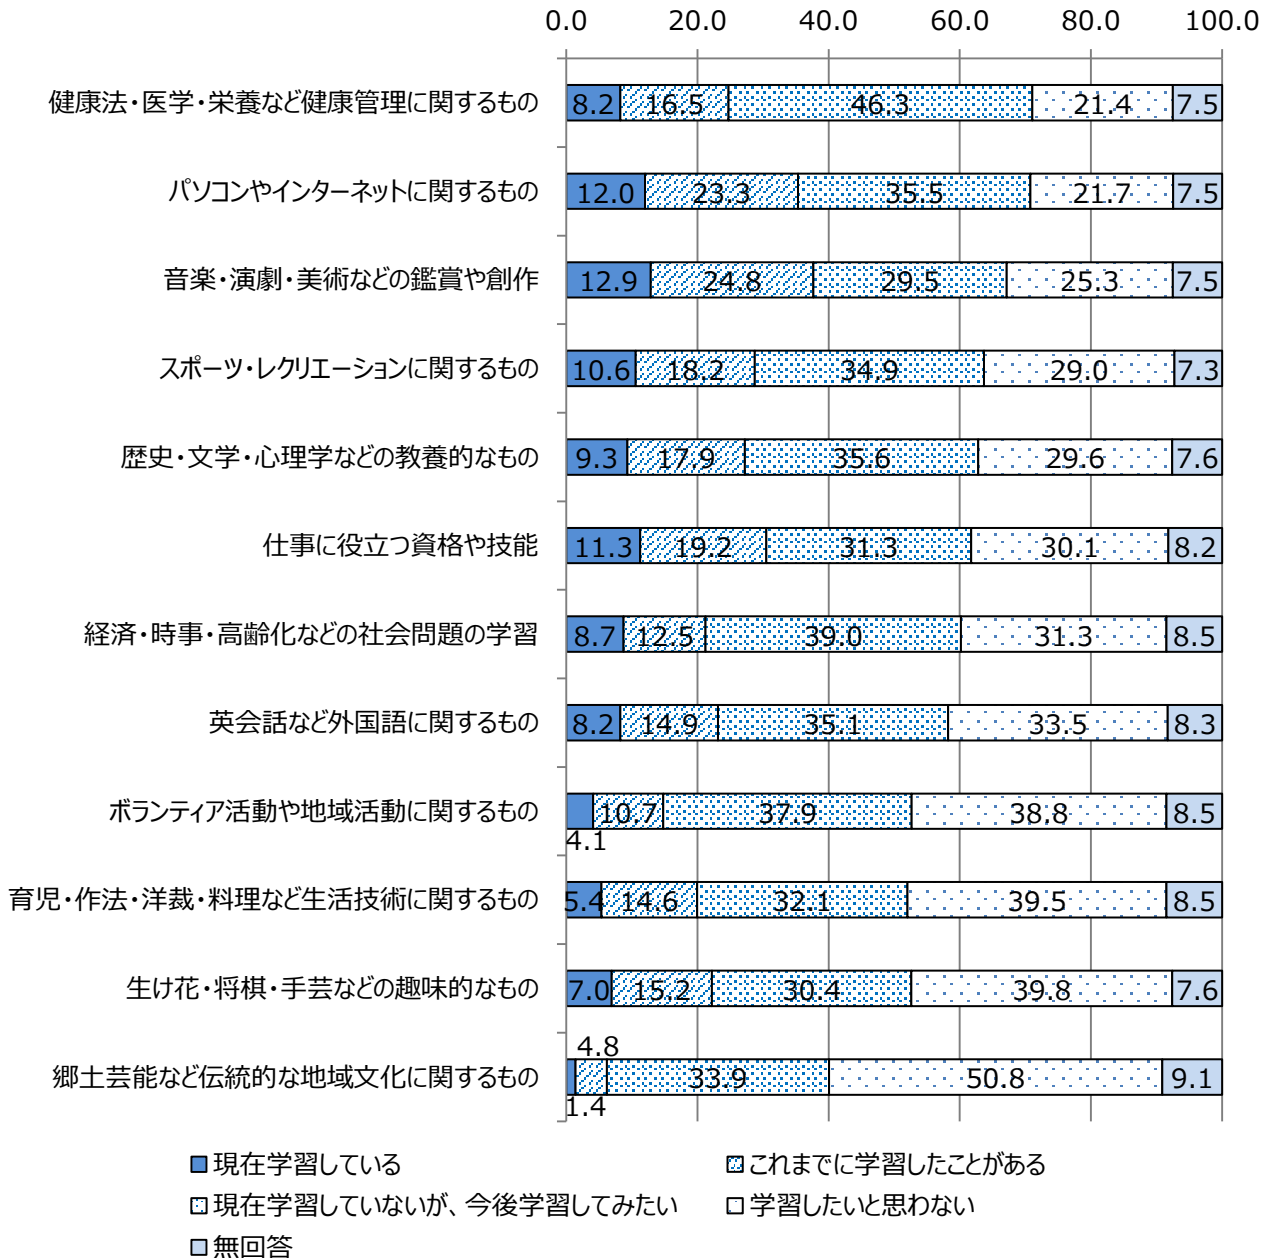 0.0 20.0 40.0 60.0 80.0 100.0
健康法・医学・栄養など健康管理に関するもの 8.2 16.5 46.3 21.4 7.5
パソコンやインターネットに関するもの 12.0 23.3 35.5 21.7 7.5
音楽・演劇・美術などの鑑賞や創作 12.9 24.8 29.5 25.3 7.5
スポーツ・レクリエーションに関するもの 10.6 18.2 34.9 29.0 7.3
歴史・文学・心理学などの教養的なもの 9.3 17.9 35.6 29.6 7.6
仕事に役立つ資格や技能 11.3 19.2 31.3 30.1 8.2
経済・時事・高齢化などの社会問題の学習 8.7 12.5 39.0 31.3 8.5
英会話など外国語に関するもの 8.2 14.9 35.1 33.5 8.3
ボランティア活動や地域活動に関するもの 10.7 37.9 38.8 8.5
4.1
育児・作法・洋裁・料理など生活技術に関するもの 5.4 14.6 32.1 39.5 8.5
生け花・将棋・手芸などの趣味的なもの 7.0 15.2 30.4 39.8 7.6
4.8
郷土芸能など伝統的な地域文化に関するもの 33.9 50.8 9.1
1.4
現在学習している これまでに学習したことがある
現在学習していないが、今後学習してみたい 学習したいと思わない
無回答